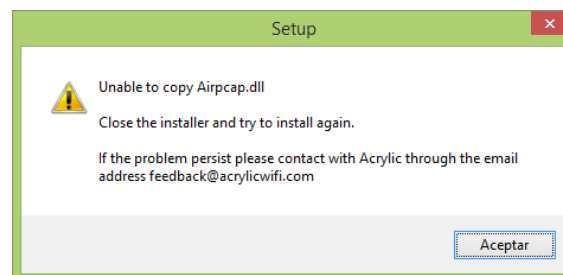 Setup
Unable to copy Airpcap.dll
Close the installer and try to install again.
If the problem persist please contact with Acrylic through the email
address feedback@acrylicwifi.com
Aceptar